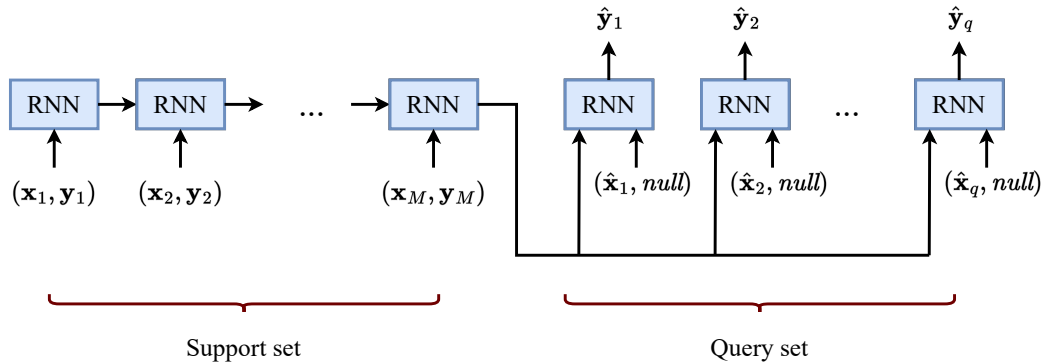 ŷ₁ ŷ₂ ŷ_q
RNN RNN ... RNN RNN RNN ... RNN
(x₁, y₁) (x₂, y₂) (x_M, y_M) (x̂₁, null) (x̂₂, null) (x̂_q, null)
Support set Query set